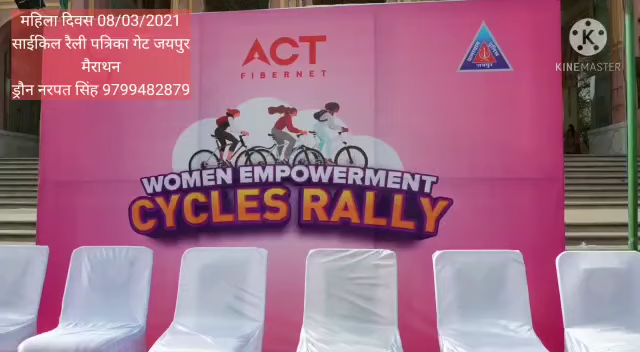 महिला दिवस 08/03/2021
साईकिल रैली पत्रिका गेट जयपुर
मैराथन
ड्रौन नरपत सिंह 9799482879
ACT
FIBERNET
KINEMASTER
WOMEN EMPOWERMENT
CYCLES RALLY